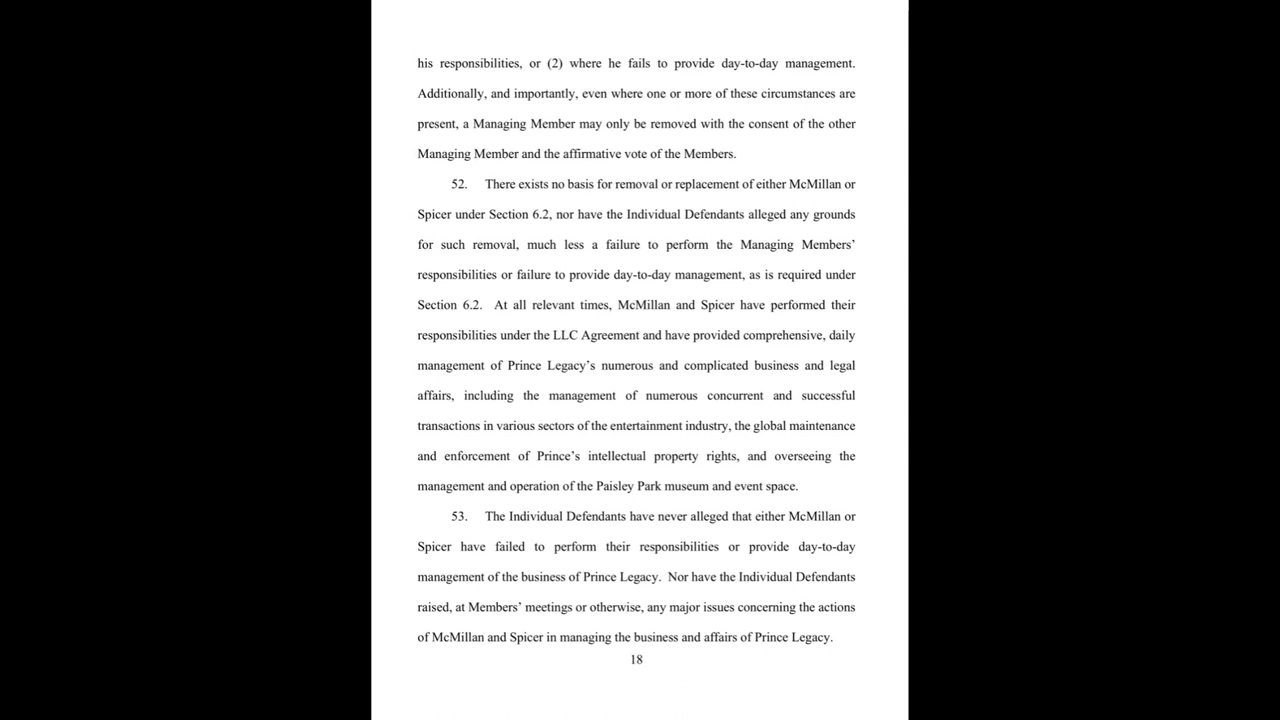 his responsibilities, or (2) where he fails to provide day-to-day management.
Additionally, and importantly, even where one or more of these circumstances are
present, a Managing Member may only be removed with the consent of the other
Managing Member and the affirmative vote of the Members.
52. There exists no basis for removal or replacement of either McMillan or
Spicer under Section 6.2, nor have the Individual Defendants alleged any grounds
for such removal, much less a failure to perform the Managing Members’
responsibilities or failure to provide day-to-day management, as is required under
Section 6.2. At all relevant times, McMillan and Spicer have performed their
responsibilities under the LLC Agreement and have provided comprehensive, daily
management of Prince Legacy’s numerous and complicated business and legal
affairs, including the management of numerous concurrent and successful
transactions in various sectors of the entertainment industry, the global maintenance
and enforcement of Prince’s intellectual property rights, and overseeing the
management and operation of the Paisley Park museum and event space.
53. The Individual Defendants have never alleged that either McMillan or
Spicer have failed to perform their responsibilities or provide day-to-day
management of the business of Prince Legacy. Nor have the Individual Defendants
raised, at Members’ meetings or otherwise, any major issues concerning the actions
of McMillan and Spicer in managing the business and affairs of Prince Legacy.
18